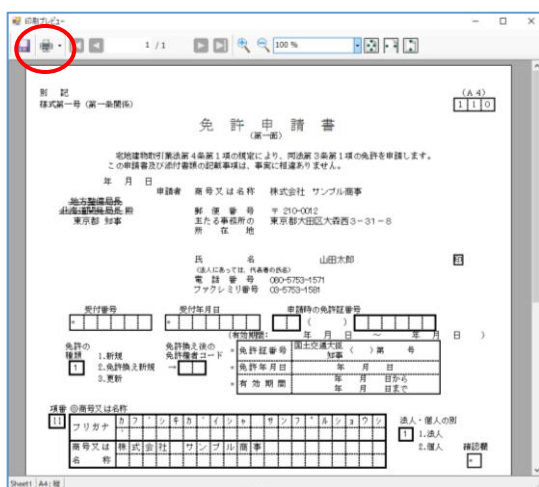 印刷プレビュー
1 / 1
100 %
別 記
様式第一号（第一条関係）
(A 4)
1 1 0
免 許 申 請 書
(第一面)
宅地建物取引業法第４条第１項の規定により、同法第３条第１項の免許を申請します。
この申請書及び添付書類の記載事項は、事実に相違ありません。
年 月 日
申請者 商号又は名称 株式会社 サンプル商事
地方整備局長
北海道開発局長 殿
東京都 知事
郵 便 番 号 〒 210-0012
主たる事務所の 東京都大田区大森西３－３１－８
所 在 地
氏 名 山田太郎 印
(法人にあっては、代表者の氏名)
電 話 番 号 080-5753-1571
ファクシミリ番号 03-5753-1581
受付番号 受付年月日 申請時の免許証番号
* * ( )
(有効期間: 年 月 日 ～ 年 月 日 )
免許の
種類 1.新規
1 2.免許換え新規
3.更新
免許換え後の
免許権者コード
→
* 免許証番号 国土交通大臣 知事 ( ) 第 号
* 免許年月日 年 月 日
* 有 効 期 間 年 月 日から
年 月 日まで
項番 ◎商号又は名称
11 フリガナ カ フ ゛ シ キ カ ゛ イ シ ャ サ ン フ ゜ ル シ ョ ウ シ
゛
商号又は
名 称 株 式 会 社 サ ン プ ル 商 事
法人・個人の別
1 1.法人
2.個人
確認欄
*
Sheet1 A4: 縦